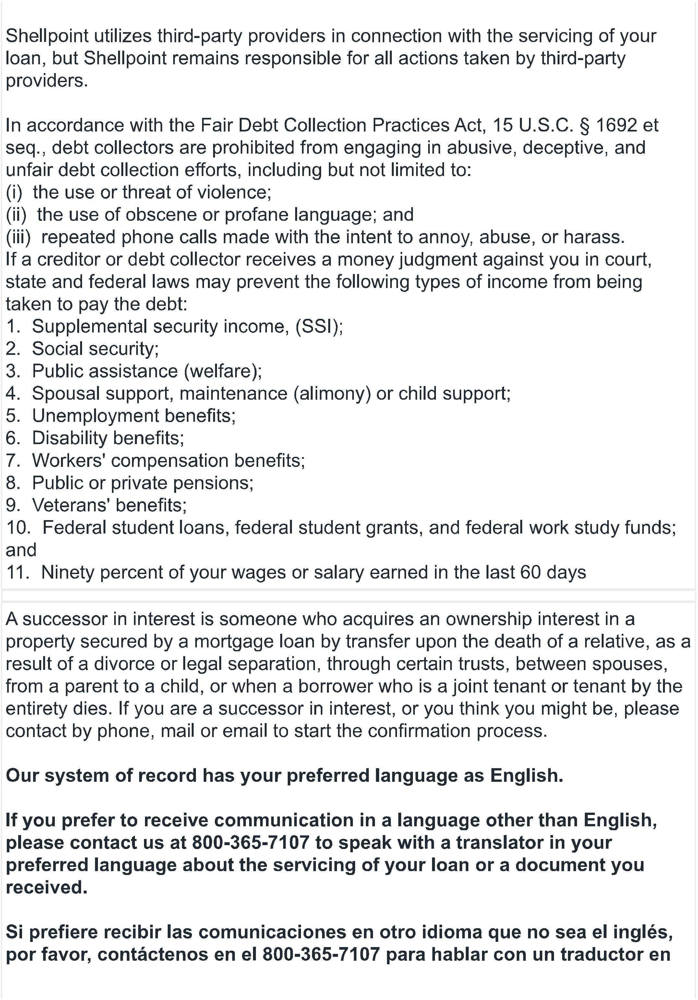 Shellpoint utilizes third-party providers in connection with the servicing of your
loan, but Shellpoint remains responsible for all actions taken by third-party
providers.
In accordance with the Fair Debt Collection Practices Act, 15 U.S.C. § 1692 et
seq., debt collectors are prohibited from engaging in abusive, deceptive, and
unfair debt collection efforts, including but not limited to:
(i)  the use or threat of violence;
(ii)  the use of obscene or profane language; and
(iii)  repeated phone calls made with the intent to annoy, abuse, or harass.
If a creditor or debt collector receives a money judgment against you in court,
state and federal laws may prevent the following types of income from being
taken to pay the debt:
1.  Supplemental security income, (SSI);
2.  Social security;
3.  Public assistance (welfare);
4.  Spousal support, maintenance (alimony) or child support;
5.  Unemployment benefits;
6.  Disability benefits;
7.  Workers' compensation benefits;
8.  Public or private pensions;
9.  Veterans' benefits;
10.  Federal student loans, federal student grants, and federal work study funds;
and
11.  Ninety percent of your wages or salary earned in the last 60 days
A successor in interest is someone who acquires an ownership interest in a
property secured by a mortgage loan by transfer upon the death of a relative, as a
result of a divorce or legal separation, through certain trusts, between spouses,
from a parent to a child, or when a borrower who is a joint tenant or tenant by the
entirety dies. If you are a successor in interest, or you think you might be, please
contact by phone, mail or email to start the confirmation process.
Our system of record has your preferred language as English.
If you prefer to receive communication in a language other than English,
please contact us at 800-365-7107 to speak with a translator in your
preferred language about the servicing of your loan or a document you
received.
Si prefiere recibir las comunicaciones en otro idioma que no sea el inglés,
por favor, contáctenos en el 800-365-7107 para hablar con un traductor en